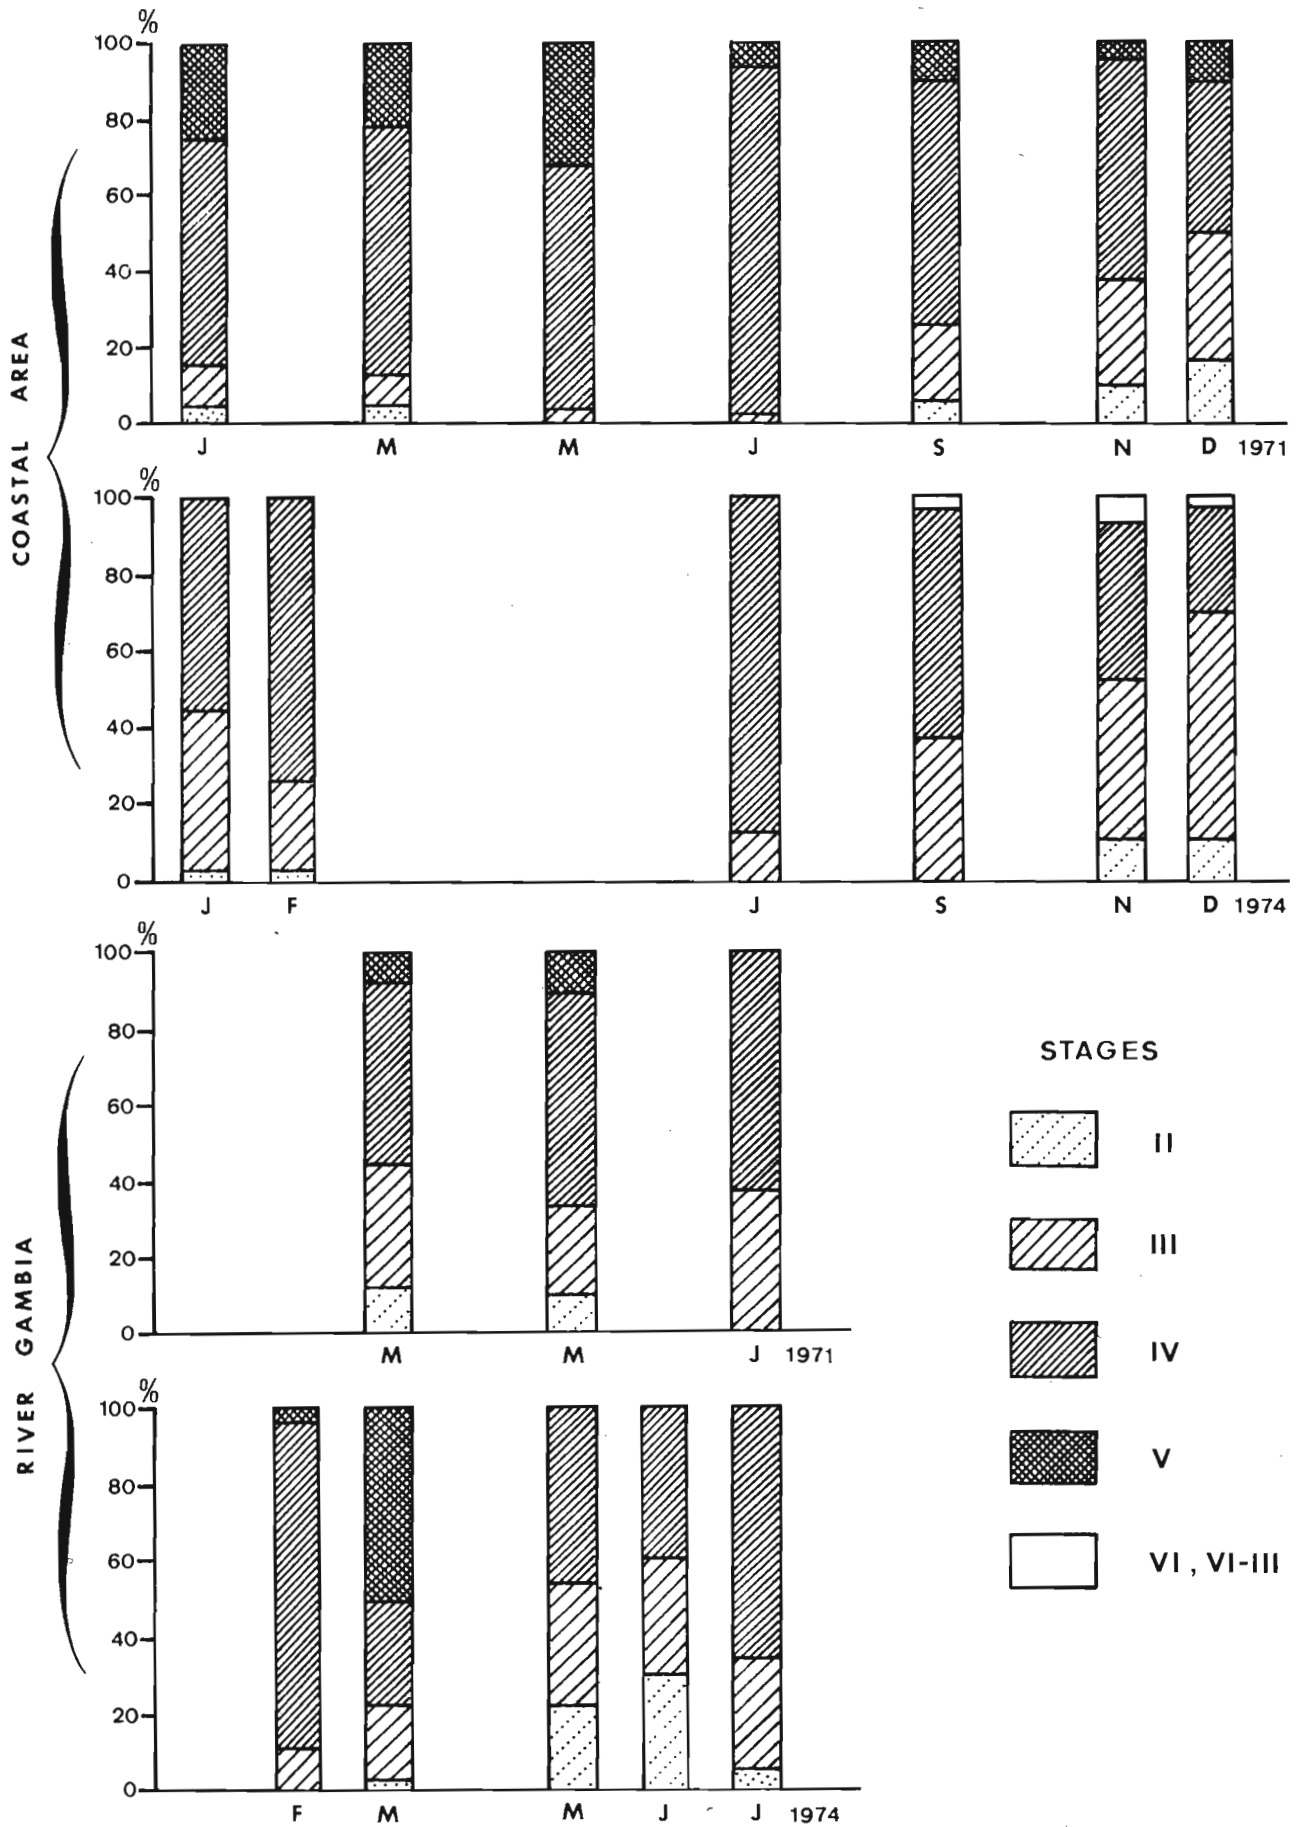 %
100
80
60
40
20
0
J M M J S N D 1971
COASTAL AREA
%
100
80
60
40
20
0
J F J S N D 1974
%
100
80
60
40
20
0
M M J 1971
RIVER GAMBIA
%
100
80
60
40
20
0
F M M J J 1974
STAGES
II
III
IV
V
VI, VI-III